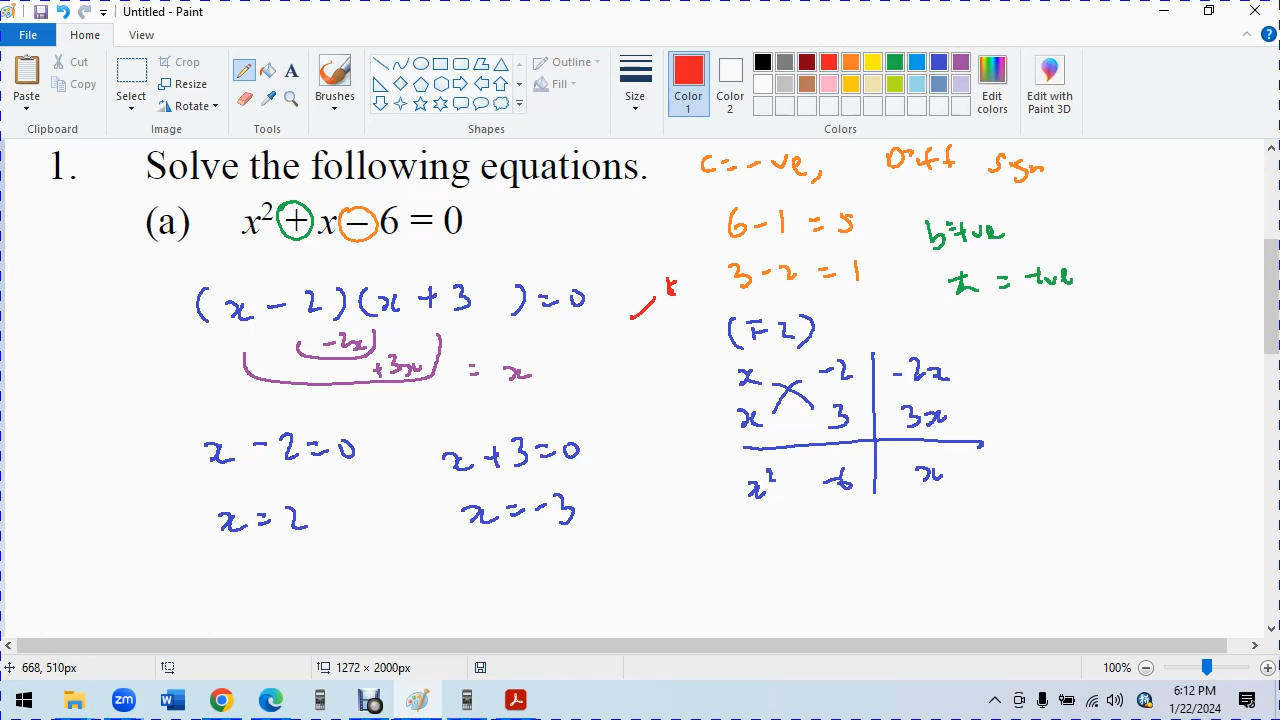 Untitled - Paint
File Home View
Paste Cut Copy
Clipboard
Select Crop Resize Rotate
Image
Tools
Brushes
Outline Fill
Shapes
Size
Color 1 Color 2
Edit colors
Edit with Paint 3D
Colors
1. Solve the following equations.
(a) x² + x − 6 = 0
c = -ve, Diff sign
6 - 1 = 5
3 - 2 = 1
b = +ve
L = +ve
(x - 2)(x + 3 ) = 0
-2x
+3x = x
x - 2 = 0 x + 3 = 0
x = 2 x = -3
(F2)
x -2 -2x
x 3 3x
x² -6 x
668, 510px
1272 × 2000px
100%
zm W
6:12 PM
1/22/2024